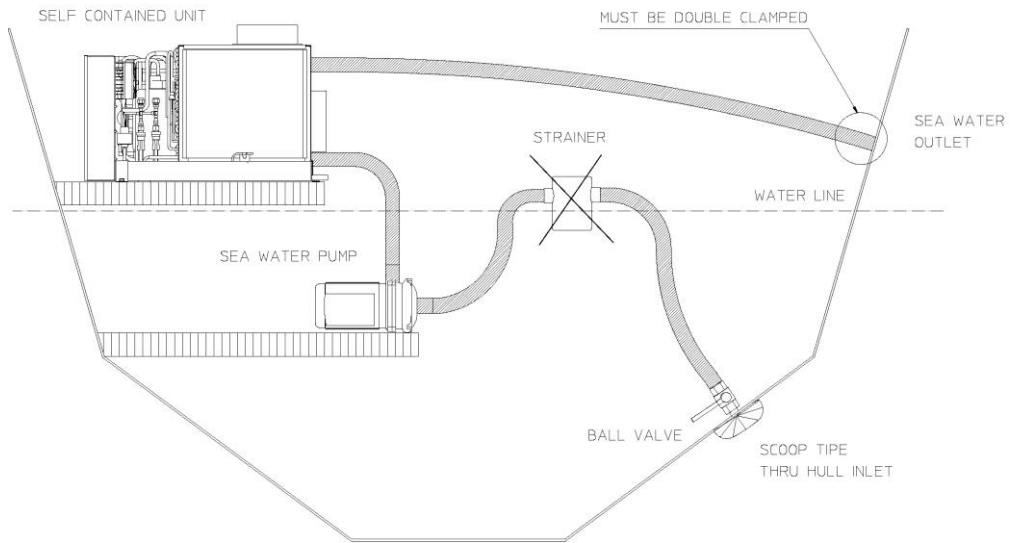 SELF CONTAINED UNIT
MUST BE DOUBLE CLAMPED
SEA WATER
OUTLET
STRAINER
WATER LINE
SEA WATER PUMP
BALL VALVE
SCOOP TIPE
THRU HULL INLET